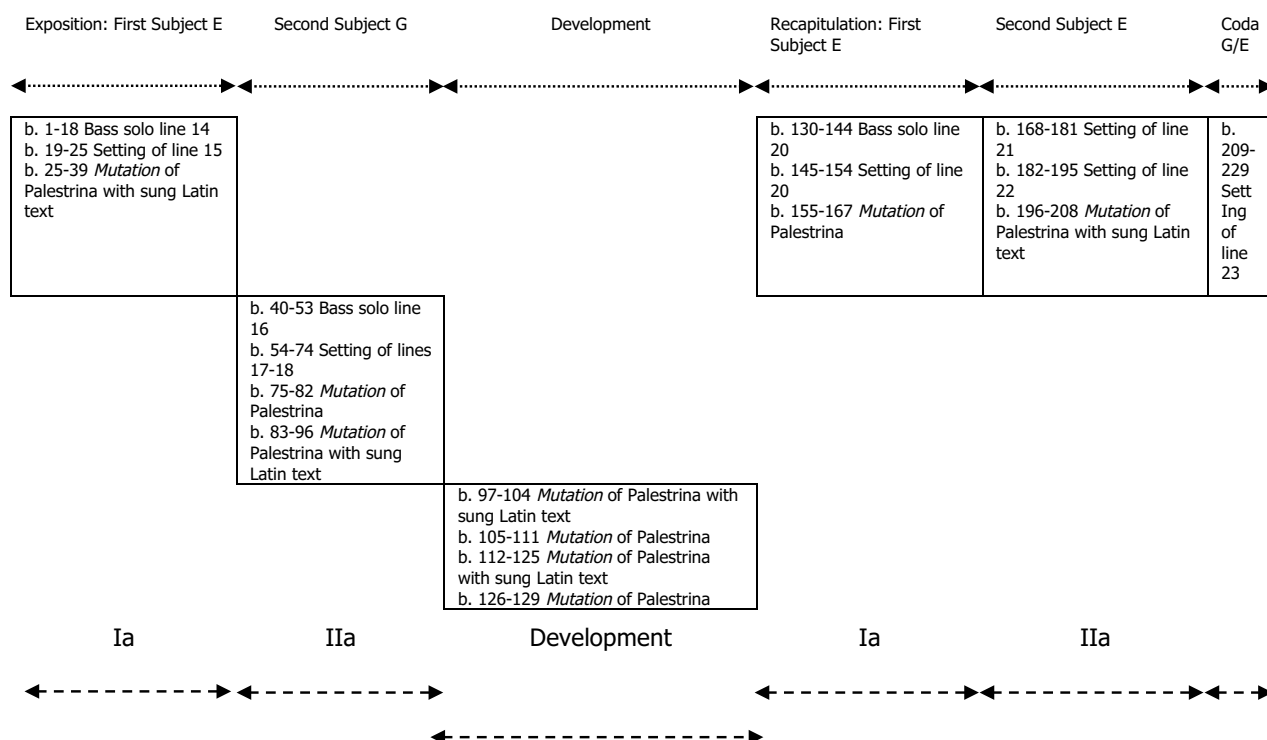 Exposition: First Subject E
Second Subject G
Development
Recapitulation: First
Subject E
Second Subject E
Coda
G/E
b. 1-18 Bass solo line 14
b. 19-25 Setting of line 15
b. 25-39 Mutation of
Palestrina with sung Latin
text
b. 40-53 Bass solo line
16
b. 54-74 Setting of lines
17-18
b. 75-82 Mutation of
Palestrina
b. 83-96 Mutation of
Palestrina with sung
Latin text
b. 97-104 Mutation of Palestrina with
sung Latin text
b. 105-111 Mutation of Palestrina
b. 112-125 Mutation of Palestrina
with sung Latin text
b. 126-129 Mutation of Palestrina
b. 130-144 Bass solo line
20
b. 145-154 Setting of line
20
b. 155-167 Mutation of
Palestrina
b. 168-181 Setting of line
21
b. 182-195 Setting of line
22
b. 196-208 Mutation of
Palestrina with sung Latin
text
b.
209-
229
Sett
Ing
of
line
23
Ia
IIa
Development
Ia
IIa